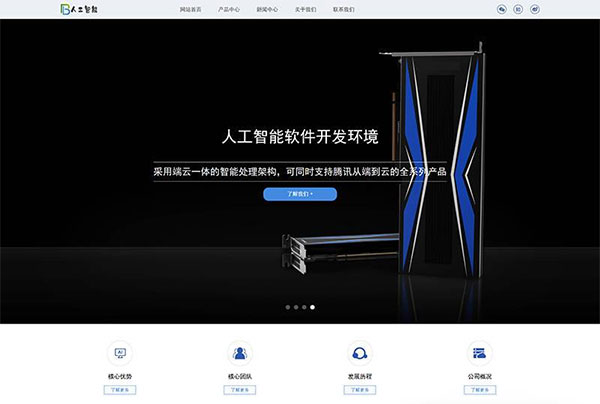 人工智能
网站首页 产品中心 新闻中心 关于我们 联系我们
人工智能软件开发环境
采用端云一体的智能处理架构，可同时支持腾讯从端到云的全系列产品
了解我们 +
AI
核心优势 核心团队 发展历程 公司概况
了解更多 了解更多 了解更多 了解更多